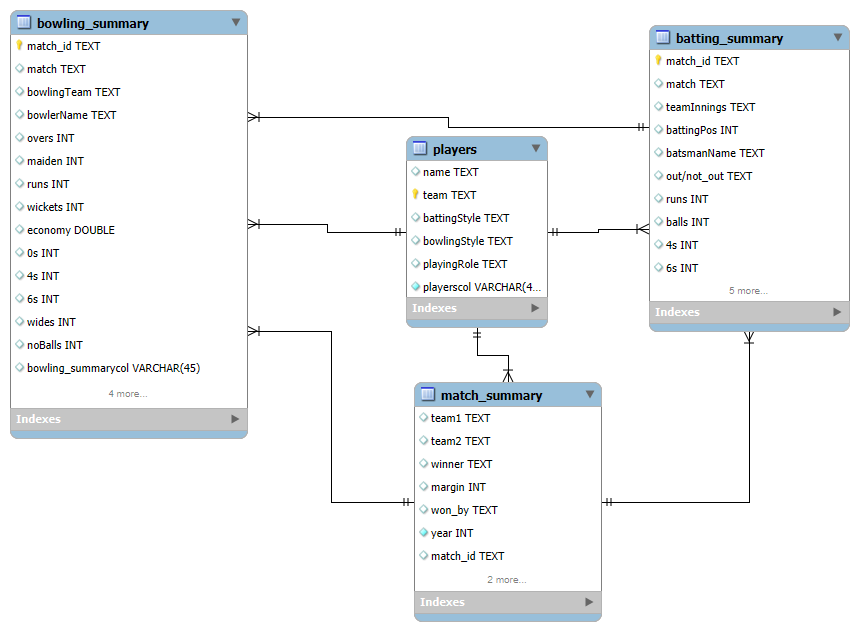 bowling_summary
match_id TEXT
match TEXT
bowlingTeam TEXT
bowlerName TEXT
overs INT
maiden INT
runs INT
wickets INT
economy DOUBLE
0s INT
4s INT
6s INT
wides INT
noBalls INT
bowling_summarycol VARCHAR(45)
4 more...
Indexes
players
name TEXT
team TEXT
battingStyle TEXT
bowlingStyle TEXT
playingRole TEXT
playerscol VARCHAR(4...
Indexes
batting_summary
match_id TEXT
match TEXT
teamInnings TEXT
battingPos INT
batsmanName TEXT
out/not_out TEXT
runs INT
balls INT
4s INT
6s INT
5 more...
Indexes
match_summary
team1 TEXT
team2 TEXT
winner TEXT
margin INT
won_by TEXT
year INT
match_id TEXT
2 more...
Indexes